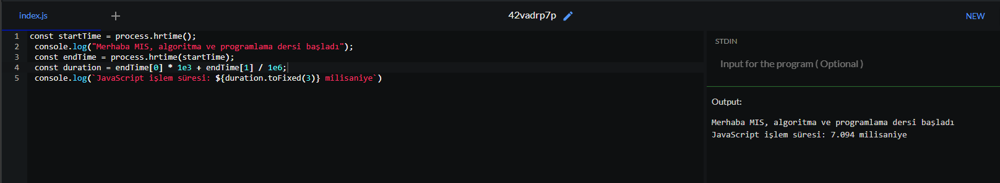 index.js
+
42vadrp7p
NEW
1 const startTime = process.hrtime();
2 console.log("Merhaba MIS, algoritma ve programlama dersi başladı");
3 const endTime = process.hrtime(startTime);
4 const duration = endTime[0] * 1e3 + endTime[1] / 1e6;
5 console.log(`JavaScript işlem süresi: ${duration.toFixed(3)} milisaniye`)
STDIN
Input for the program ( Optional )
Output:
Merhaba MIS, algoritma ve programlama dersi başladı
JavaScript işlem süresi: 7.094 milisaniye